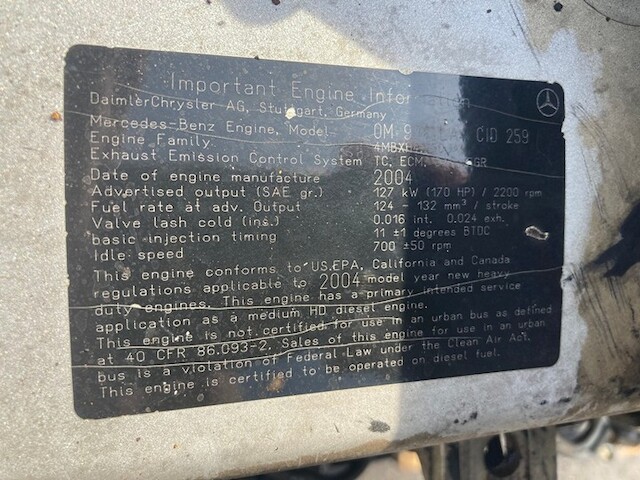 Important Engine Information
DaimlerChrysler AG, Stuttgart, Germany
Mercedes-Benz Engine, Model OM 9 CID 259
Engine Family 4MBXH
Exhaust Emission Control System TC, ECM, EGR
Date of engine manufacture 2004
Advertised output (SAE gr.) 127 kW (170 HP) / 2200 rpm
Fuel rate at adv. Output 124 - 132 mm³ / stroke
Valve lash cold (ins.) 0.016 int. 0.024 exh.
basic injection timing 11 ±1 degrees BTDC
Idle speed 700 ±50 rpm
This engine conforms to US.EPA, California and Canada
regulations applicable to 2004 model year new heavy
duty engines. This engine has a primary intended service
application as a medium HD diesel engine.
This engine is not certified for use in an urban bus as defined
at 40 CFR 86.093-2. Sales of this engine for use in an urban
bus is a violation of Federal Law under the Clean Air Act.
This engine is certified to be operated on diesel fuel.